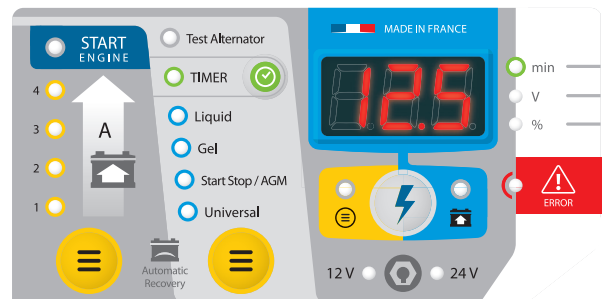 START
ENGINE
Test Alternator
MADE IN FRANCE
TIMER
12.5
min
V
%
4
3
2
1
A
Liquid
Gel
Start Stop / AGM
Universal
ERROR
Automatic
Recovery
12 V
24 V